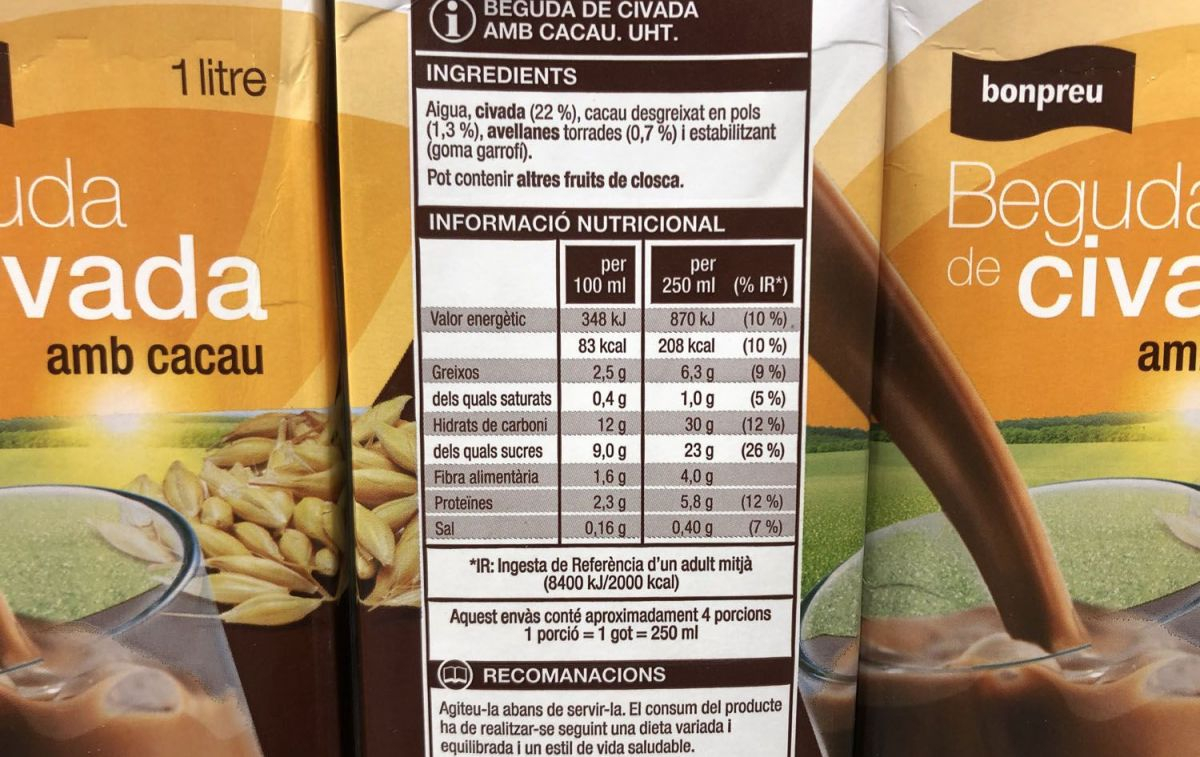 1 litre
uda
vada
amb cacau
BEGUDA DE CIVADA
AMB CACAU. UHT.
INGREDIENTS
Aigua, civada (22 %), cacau desgreixat en pols
(1,3 %), avellanes torrades (0,7 %) i estabilitzant
(goma garrofí).
Pot contenir altres fruits de closca.
INFORMACIÓ NUTRICIONAL
per 100 ml per 250 ml (% IR*)
Valor energètic 348 kJ 870 kJ (10 %)
83 kcal 208 kcal (10 %)
Greixos 2,5 g 6,3 g (9 %)
dels quals saturats 0,4 g 1,0 g (5 %)
Hidrats de carboni 12 g 30 g (12 %)
dels quals sucres 9,0 g 23 g (26 %)
Fibra alimentària 1,6 g 4,0 g
Proteïnes 2,3 g 5,8 g (12 %)
Sal 0,16 g 0,40 g (7 %)
*IR: Ingesta de Referència d'un adult mitjà
(8400 kJ/2000 kcal)
Aquest envàs conté aproximadament 4 porcions
1 porció = 1 got = 250 ml
RECOMANACIONS
Agiteu-la abans de servir-la. El consum del producte
ha de realitzar-se seguint una dieta variada i
equilibrada i un estil de vida saludable.
bonpreu
Beguda
de civa
am